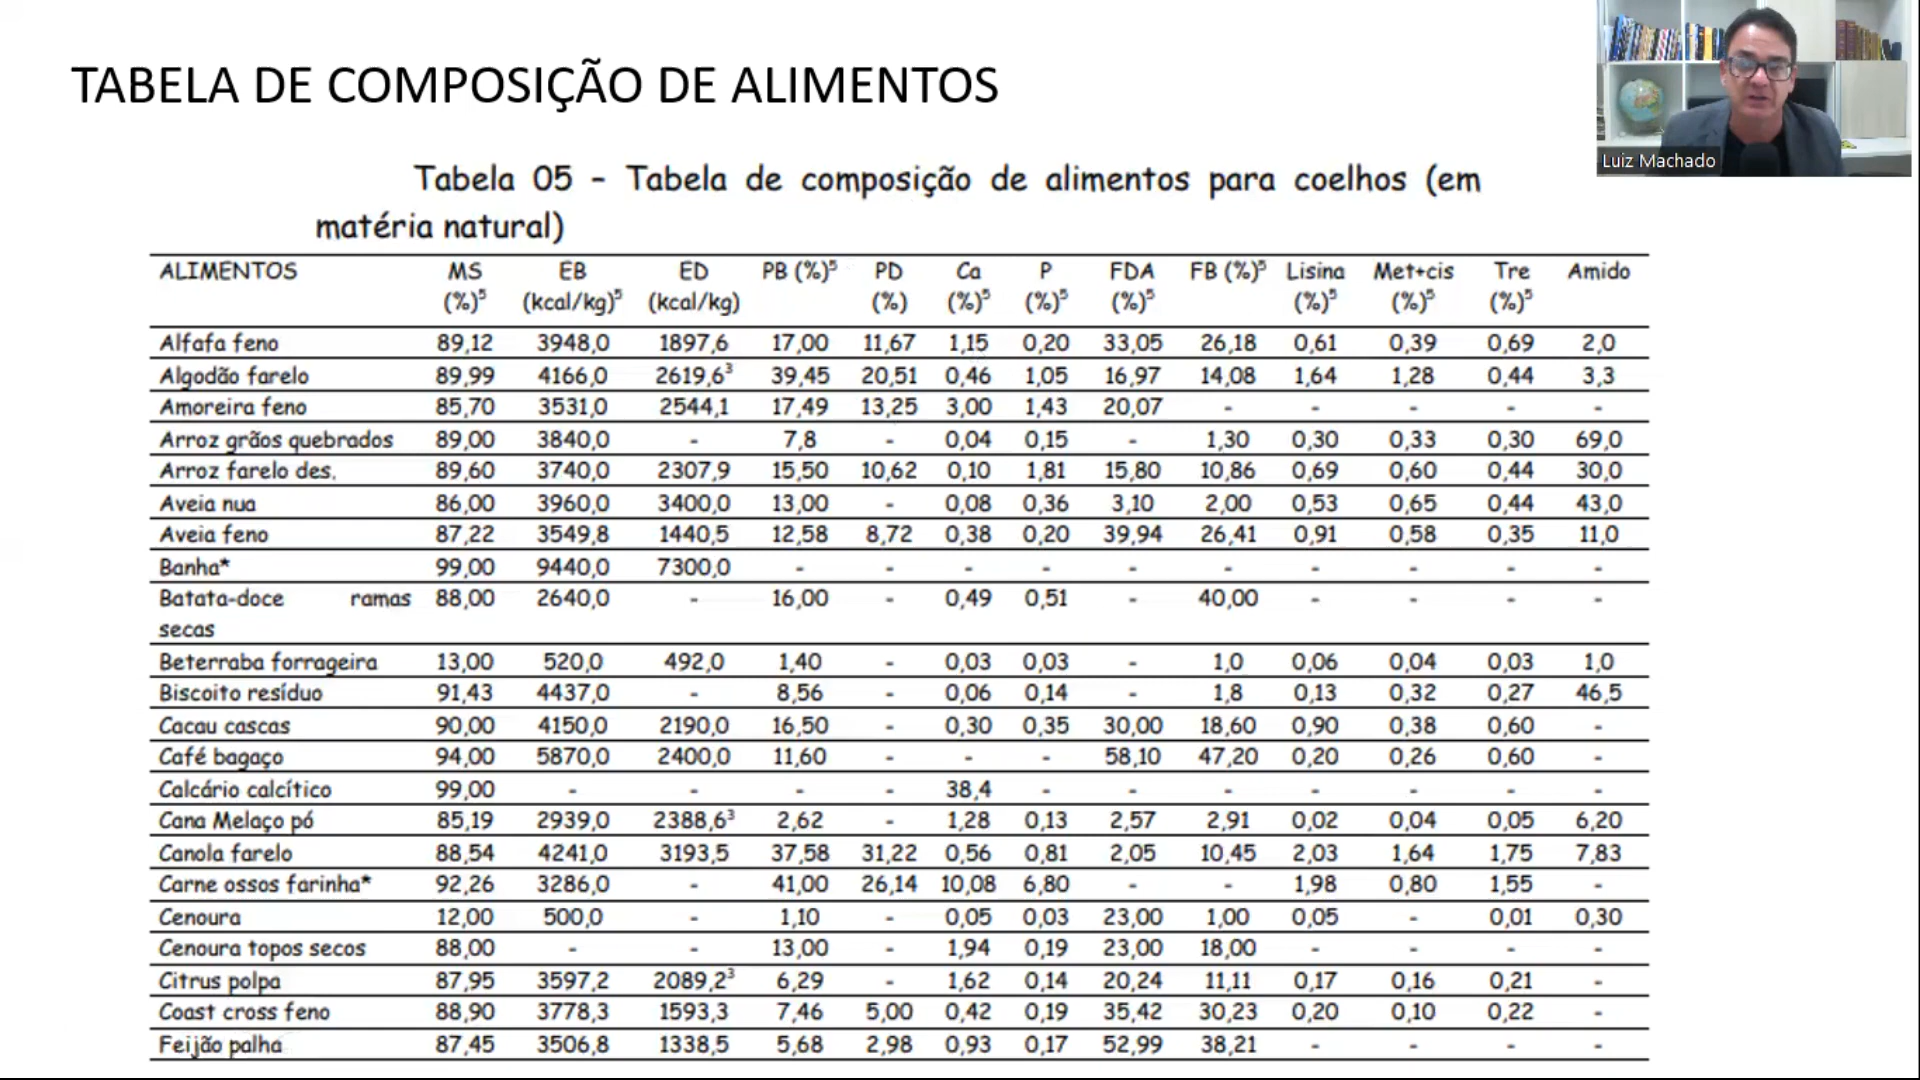 TABELA DE COMPOSIÇÃO DE ALIMENTOS
Luiz Machado
Tabela 05 – Tabela de composição de alimentos para coelhos (em
matéria natural)
ALIMENTOS MS EB ED PB (%)⁵ PD Ca P FDA FB (%)⁵ Lisina Met+cis Tre Amido
(%)⁵ (kcal/kg)⁵ (kcal/kg) (%) (%)⁵ (%)⁵ (%)⁵ (%)⁵ (%)⁵ (%)⁵
Alfafa feno 89,12 3948,0 1897,6 17,00 11,67 1,15 0,20 33,05 26,18 0,61 0,39 0,69 2,0
Algodão farelo 89,99 4166,0 2619,6³ 39,45 20,51 0,46 1,05 16,97 14,08 1,64 1,28 0,44 3,3
Amoreira feno 85,70 3531,0 2544,1 17,49 13,25 3,00 1,43 20,07 - - - - -
Arroz grãos quebrados 89,00 3840,0 - 7,8 - 0,04 0,15 - 1,30 0,30 0,33 0,30 69,0
Arroz farelo des. 89,60 3740,0 2307,9 15,50 10,62 0,10 1,81 15,80 10,86 0,69 0,60 0,44 30,0
Aveia nua 86,00 3960,0 3400,0 13,00 - 0,08 0,36 3,10 2,00 0,53 0,65 0,44 43,0
Aveia feno 87,22 3549,8 1440,5 12,58 8,72 0,38 0,20 39,94 26,41 0,91 0,58 0,35 11,0
Banha* 99,00 9440,0 7300,0 - - - - - - - - - -
Batata-doce ramas 88,00 2640,0 - 16,00 - 0,49 0,51 - 40,00 - - - -
secas
Beterraba forrageira 13,00 520,0 492,0 1,40 - 0,03 0,03 - 1,0 0,06 0,04 0,03 1,0
Biscoito resíduo 91,43 4437,0 - 8,56 - 0,06 0,14 - 1,8 0,13 0,32 0,27 46,5
Cacau cascas 90,00 4150,0 2190,0 16,50 - 0,30 0,35 30,00 18,60 0,90 0,38 0,60 -
Café bagaço 94,00 5870,0 2400,0 11,60 - - - 58,10 47,20 0,20 0,26 0,60 -
Calcário calcítico 99,00 - - - - 38,4 - - - - - - -
Cana Melaço pó 85,19 2939,0 2388,6³ 2,62 - 1,28 0,13 2,57 2,91 0,02 0,04 0,05 6,20
Canola farelo 88,54 4241,0 3193,5 37,58 31,22 0,56 0,81 2,05 10,45 2,03 1,64 1,75 7,83
Carne ossos farinha* 92,26 3286,0 - 41,00 26,14 10,08 6,80 - - 1,98 0,80 1,55 -
Cenoura 12,00 500,0 - 1,10 - 0,05 0,03 23,00 1,00 0,05 - 0,01 0,30
Cenoura topos secos 88,00 - - 13,00 - 1,94 0,19 23,00 18,00 - - - -
Citrus polpa 87,95 3597,2 2089,2³ 6,29 - 1,62 0,14 20,24 11,11 0,17 0,16 0,21 -
Coast cross feno 88,90 3778,3 1593,3 7,46 5,00 0,42 0,19 35,42 30,23 0,20 0,10 0,22 -
Feijão palha 87,45 3506,8 1338,5 5,68 2,98 0,93 0,17 52,99 38,21 - - - -